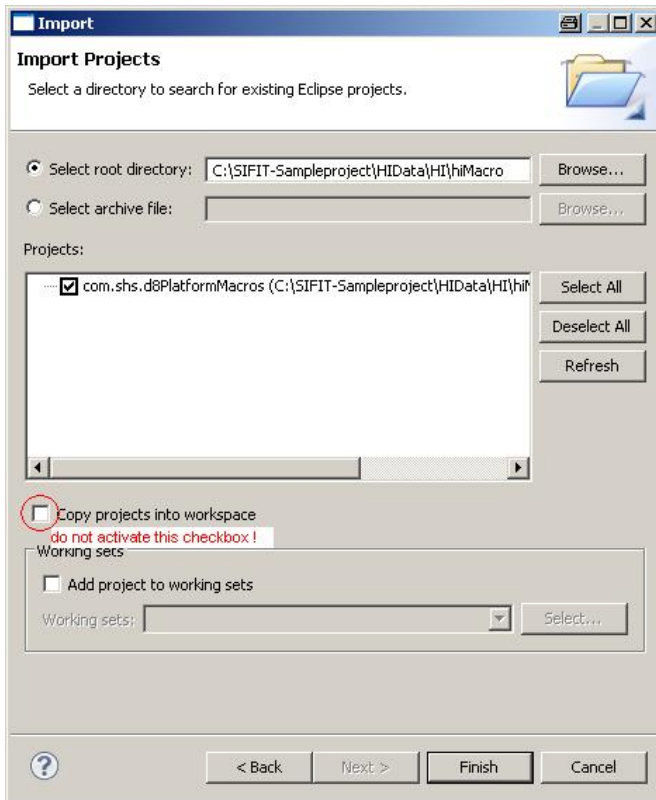 Import
Import Projects
Select a directory to search for existing Eclipse projects.
Select root directory: C:\SIFIT-Sampleproject\HIData\HI\hiMacro Browse...
Select archive file: Browse...
Projects:
com.shs.d8PlatformMacros (C:\SIFIT-Sampleproject\HIData\HI\hi
Select All
Deselect All
Refresh
Copy projects into workspace
do not activate this checkbox !
Working sets
Add project to working sets
Working sets: Select...
? < Back Next > Finish Cancel